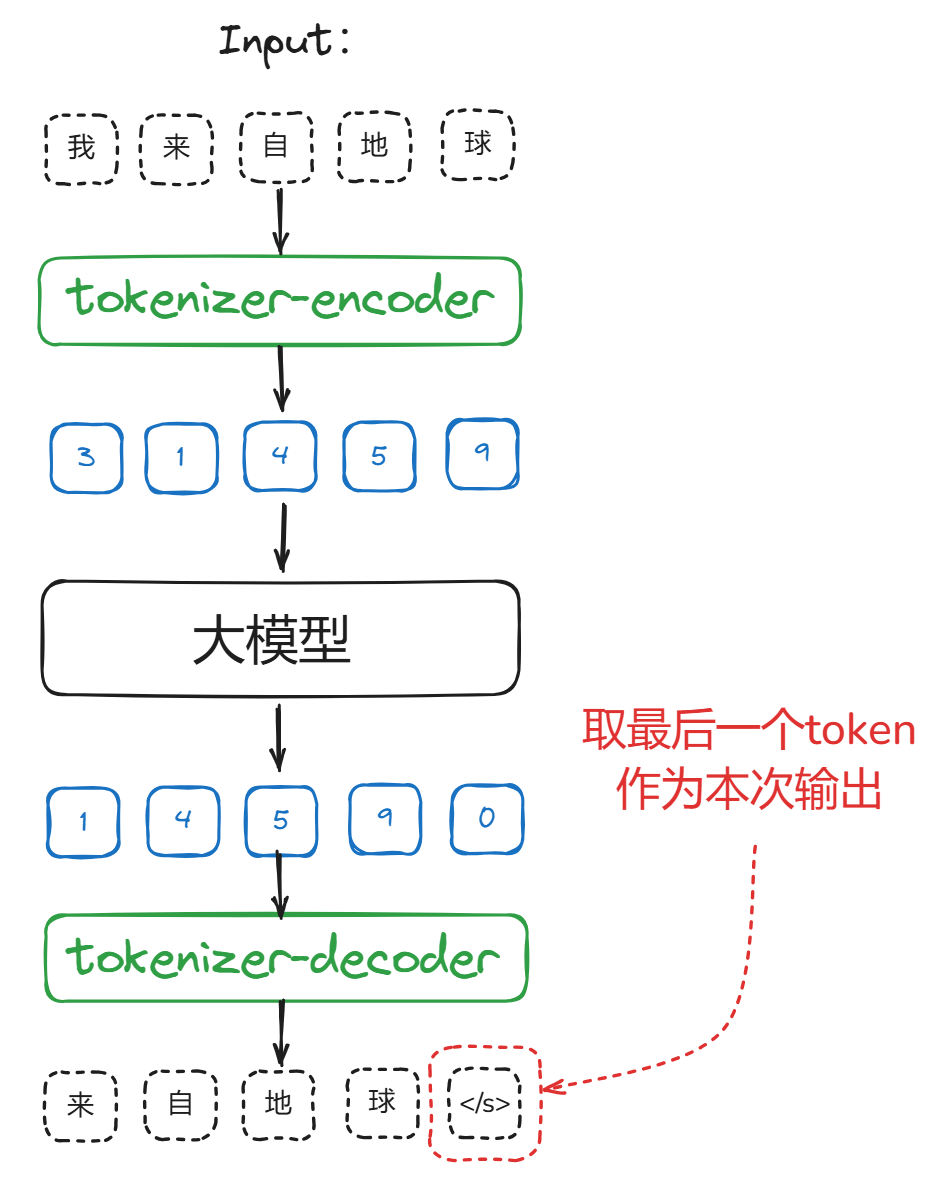 Input:
我 来 自 地 球
tokenizer-encoder
3 1 4 5 9
大模型
取最后一个token
作为本次输出
1 4 5 9 0
tokenizer-decoder
来 自 地 球 </s>